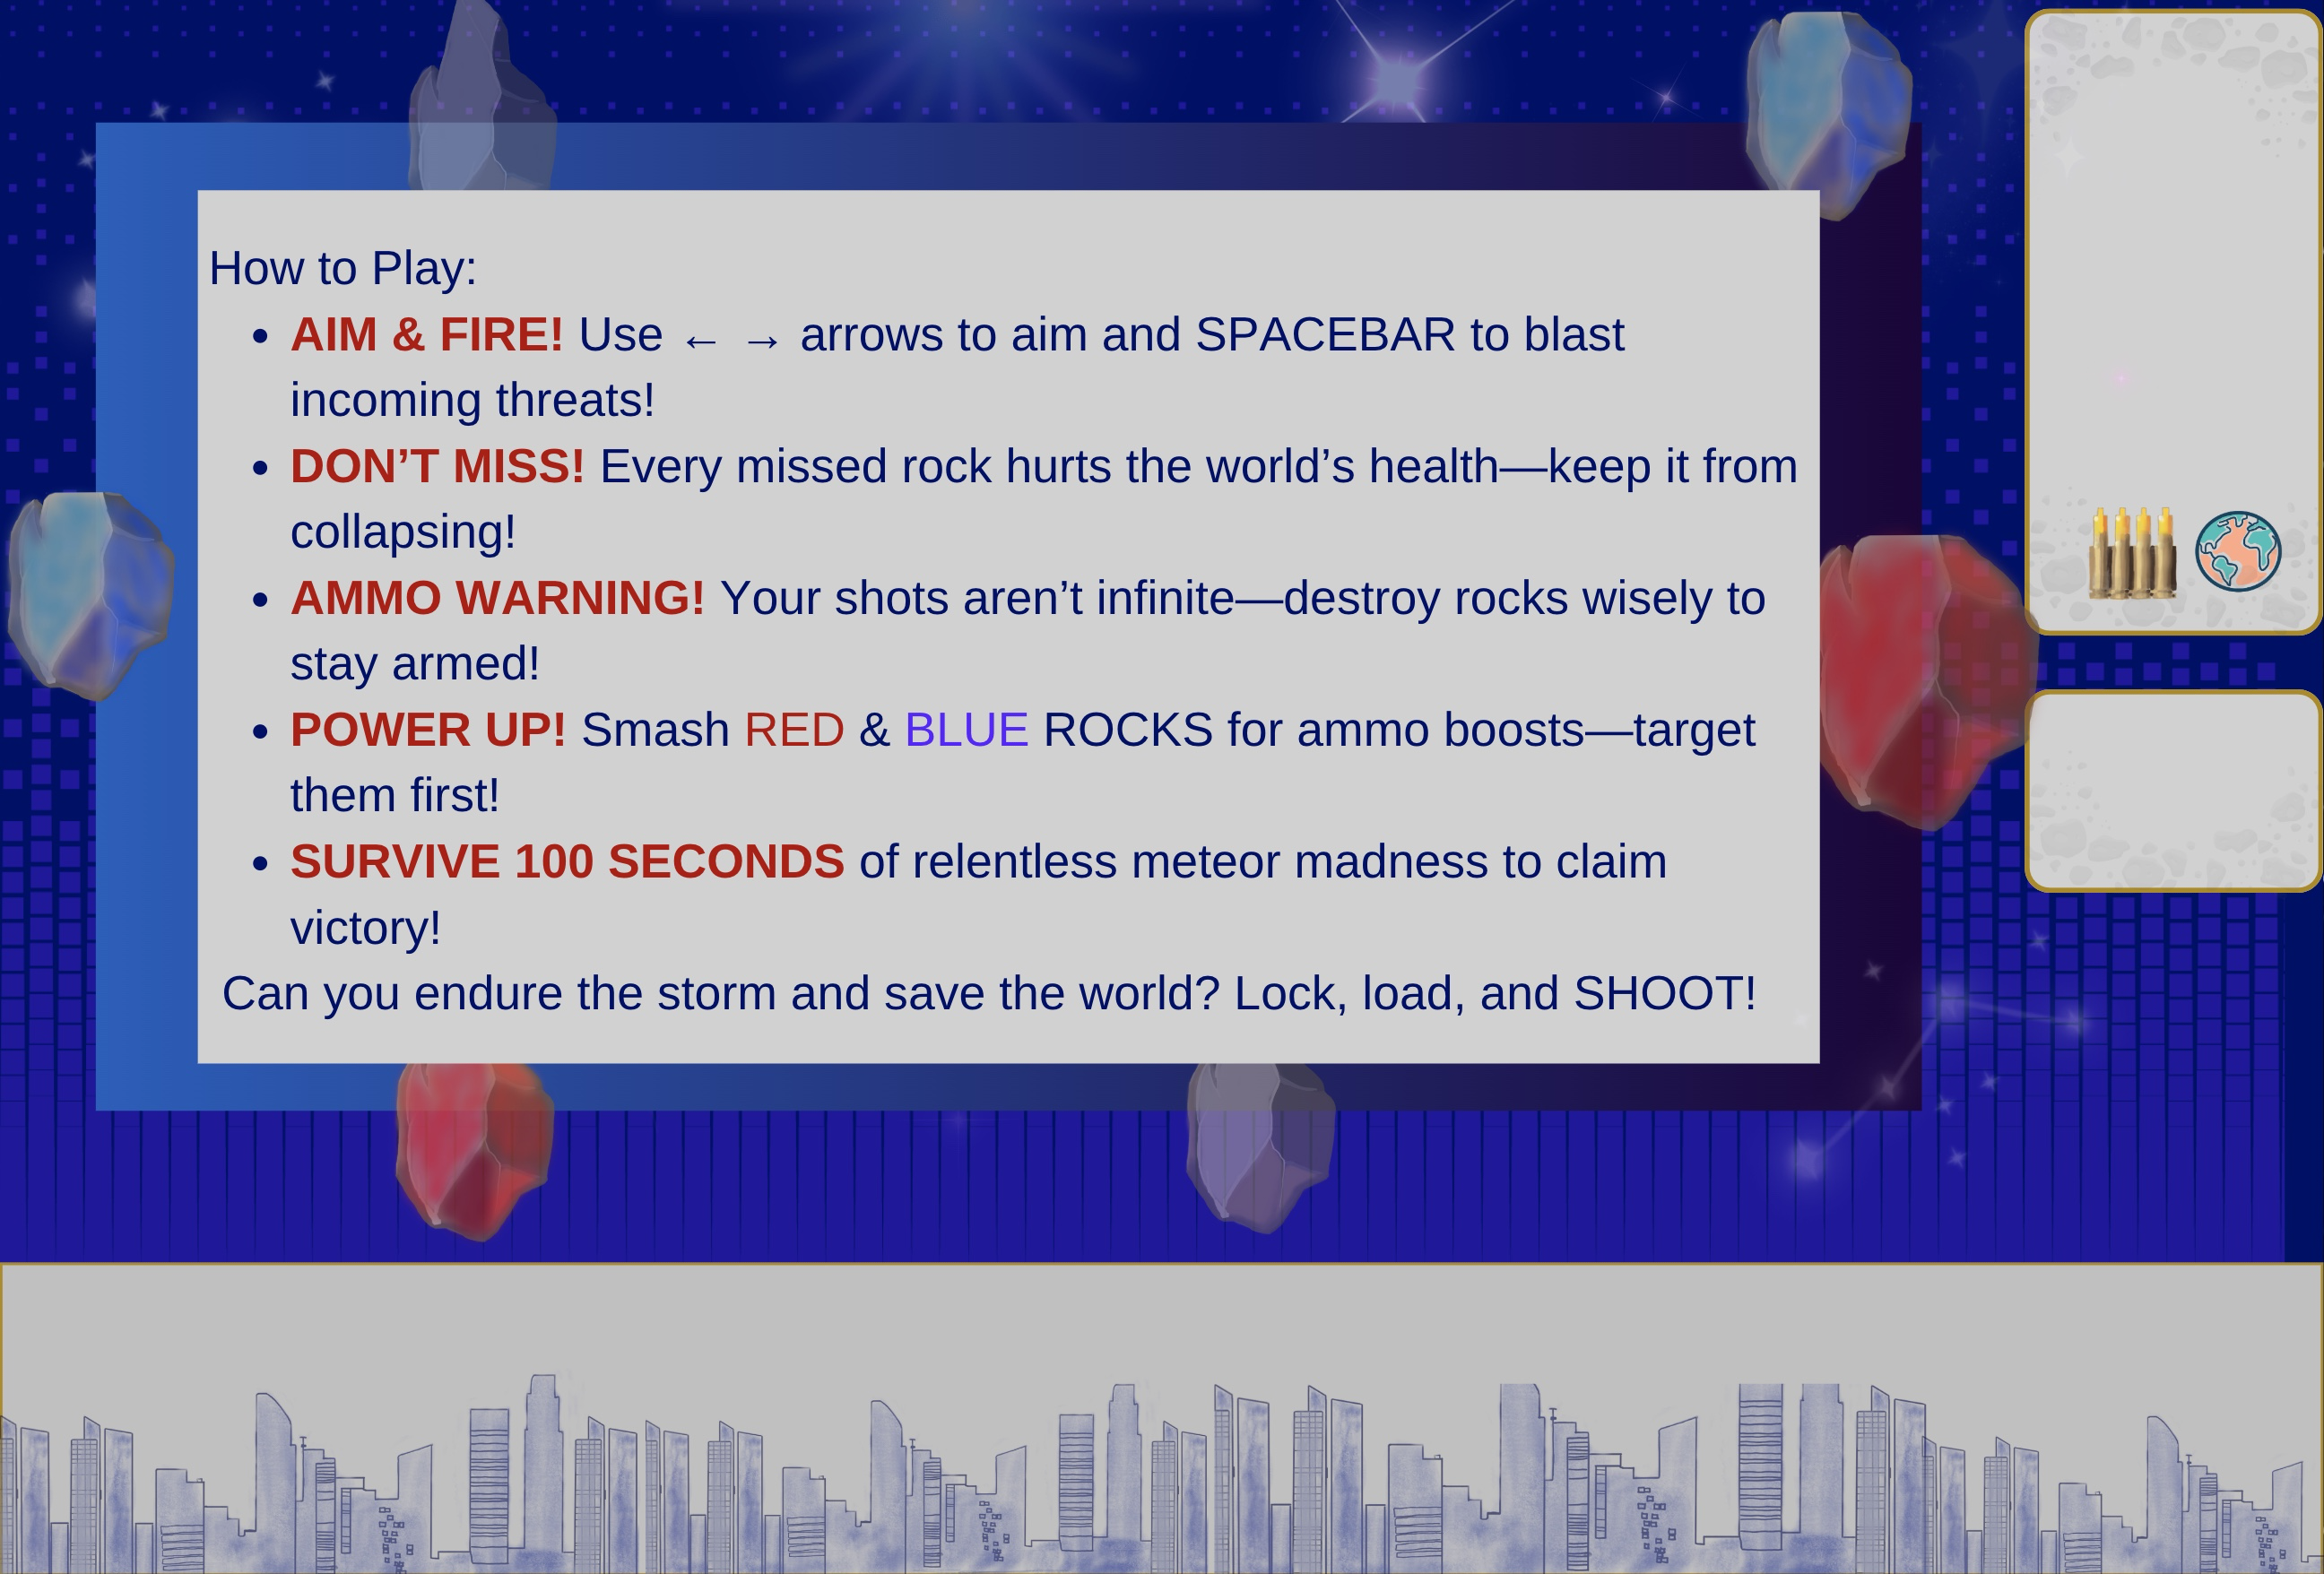 How to Play:
• AIM & FIRE! Use ← → arrows to aim and SPACEBAR to blast
incoming threats!
• DON’T MISS! Every missed rock hurts the world’s health—keep it from
collapsing!
• AMMO WARNING! Your shots aren’t infinite—destroy rocks wisely to
stay armed!
• POWER UP! Smash RED & BLUE ROCKS for ammo boosts—target
them first!
• SURVIVE 100 SECONDS of relentless meteor madness to claim
victory!
Can you endure the storm and save the world? Lock, load, and SHOOT!